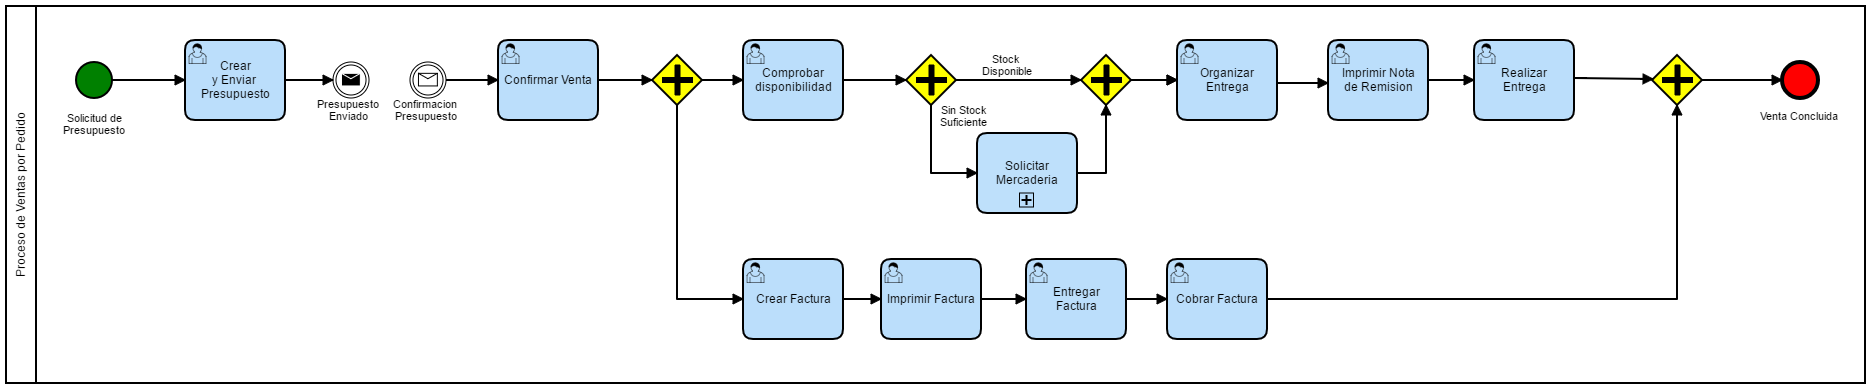 Proceso de Ventas por Pedido
Solicitud de
Presupuesto
Crear
y Enviar
Presupuesto
Presupuesto
Enviado
Confirmacion
Presupuesto
Confirmar Venta
Comprobar
disponibilidad
Stock
Disponible
Sin Stock
Suficiente
Solicitar
Mercaderia
Organizar
Entrega
Imprimir Nota
de Remision
Realizar
Entrega
Venta Concluida
Crear Factura
Imprimir Factura
Entregar
Factura
Cobrar Factura